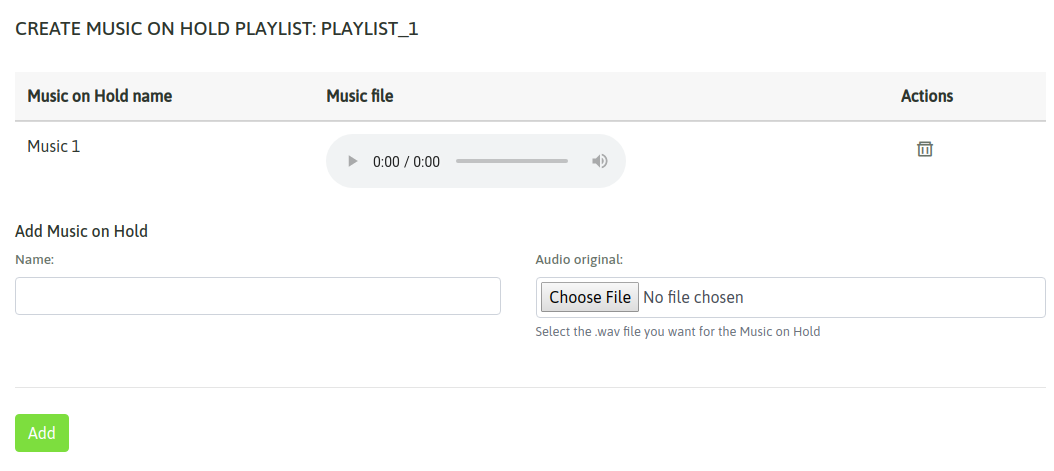 CREATE MUSIC ON HOLD PLAYLIST: PLAYLIST_1
Music on Hold name Music file Actions
Music 1 0:00 / 0:00
Add Music on Hold
Name: Audio original:
Choose File No file chosen
Select the .wav file you want for the Music on Hold
Add